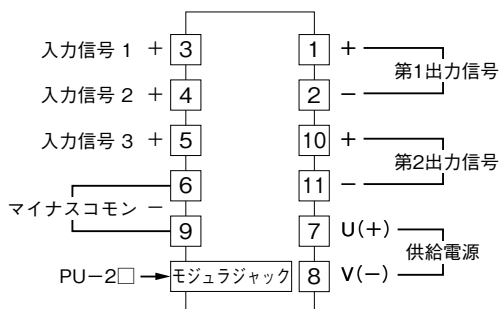 入力信号 1 + 3
入力信号 2 + 4
入力信号 3 + 5
6
マイナスコモン −
9
PU−2□ モジュラジャック
1 +
第1出力信号
2 −
10 +
第2出力信号
11 −
7 U(+)
供給電源
8 V(−)